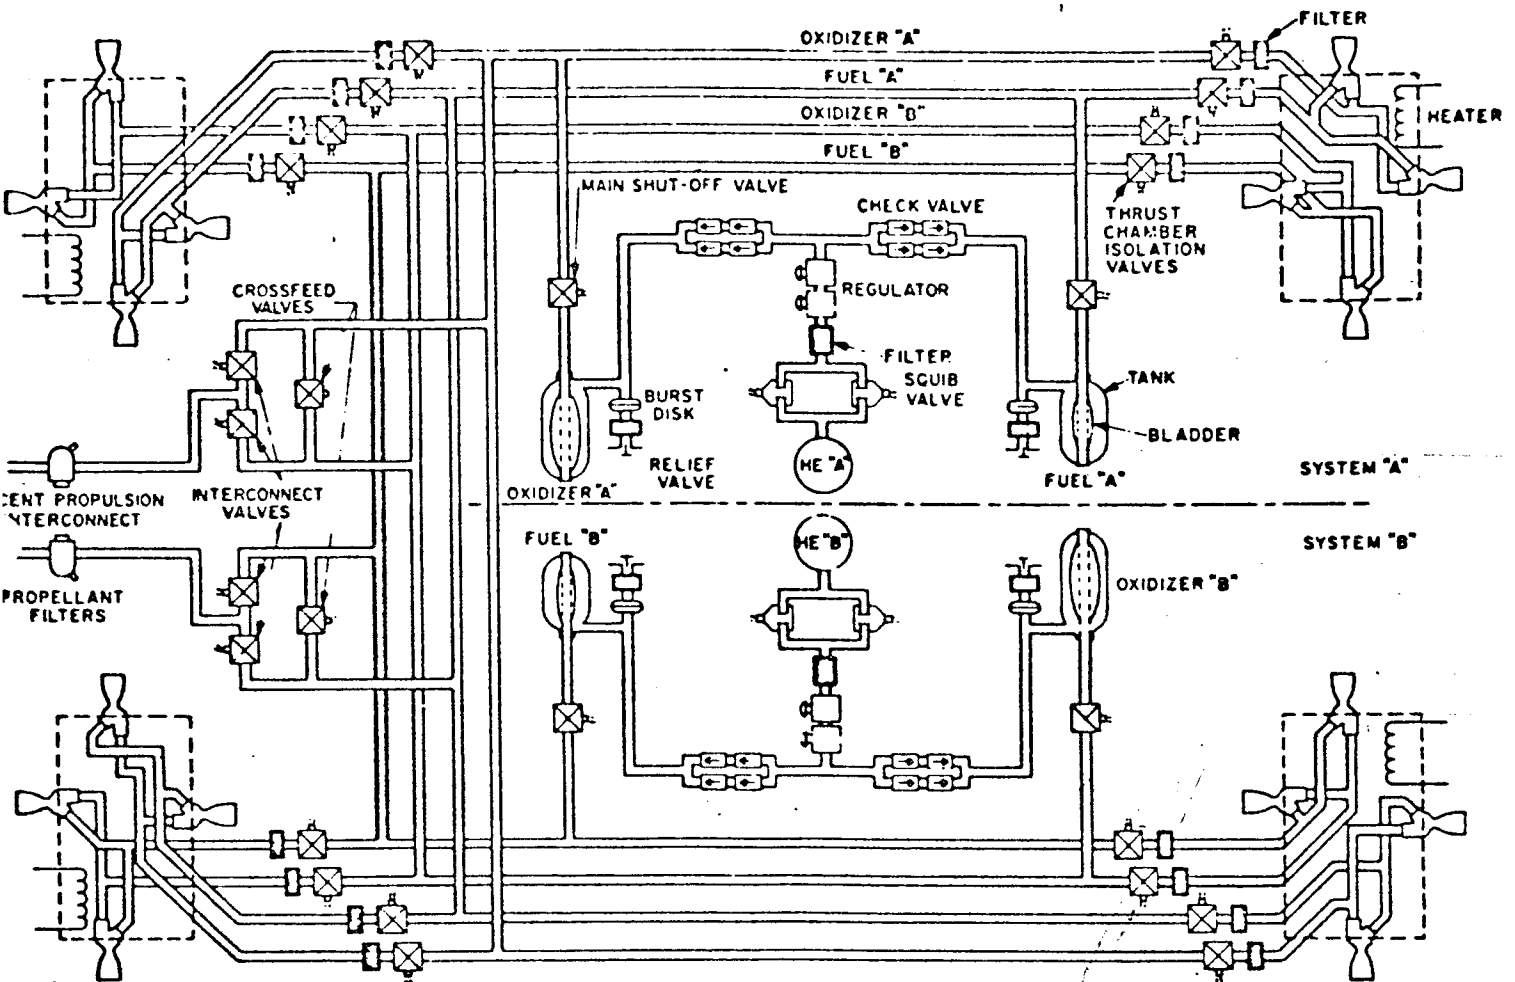 OXIDIZER "A"
FILTER
FUEL "A"
OXIDIZER "B"
HEATER
FUEL "B"
MAIN SHUT-OFF VALVE
CHECK VALVE
THRUST
CHAMBER
ISOLATION
VALVES
CROSSFEED
VALVES
REGULATOR
FILTER
SQUIB
VALVE
TANK
BURST
DISK
BLADDER
RELIEF
VALVE
HE "A"
FUEL "A"
SYSTEM "A"
OXIDIZER "A"
CENT PROPULSION
NTERCONNECT
INTERCONNECT
VALVES
FUEL "B"
HE "B"
SYSTEM "B"
OXIDIZER "B"
PROPELLANT
FILTERS